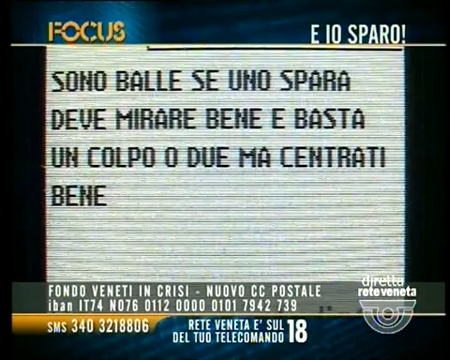 FOCUS
E IO SPARO!
SONO BALLE SE UNO SPARA
DEVE MIRARE BENE E BASTA
UN COLPO O DUE MA CENTRATI
BENE
FONDO VENETI IN CRISI - NUOVO CC POSTALE
iban IT74 N076 0112 0000 0101 7942 739
diretta
reteveneta
SMS 340 3218806
RETE VENETA E' SUL
DEL TUO TELECOMANDO 18